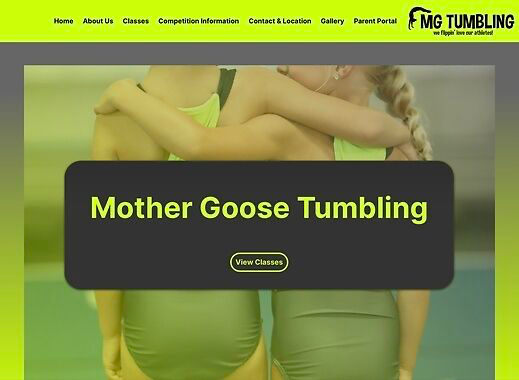 Home About Us Classes Competition Information Contact & Location Gallery Parent Portal
MG TUMBLING
we flippin' love our athletes!
Mother Goose Tumbling
View Classes